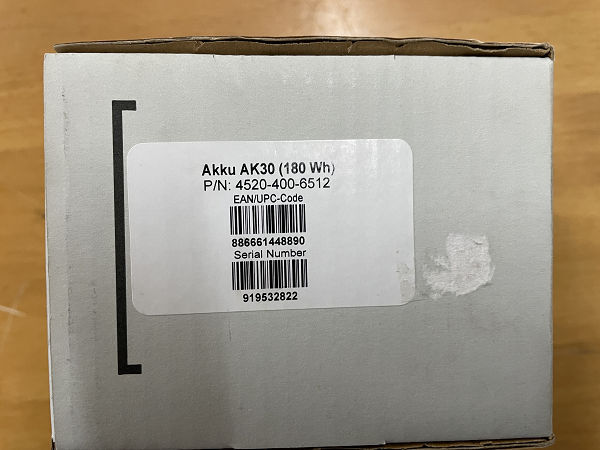 Akku AK30 (180 Wh)
P/N: 4520-400-6512
EAN/UPC-Code
886661448890
Serial Number
919532822